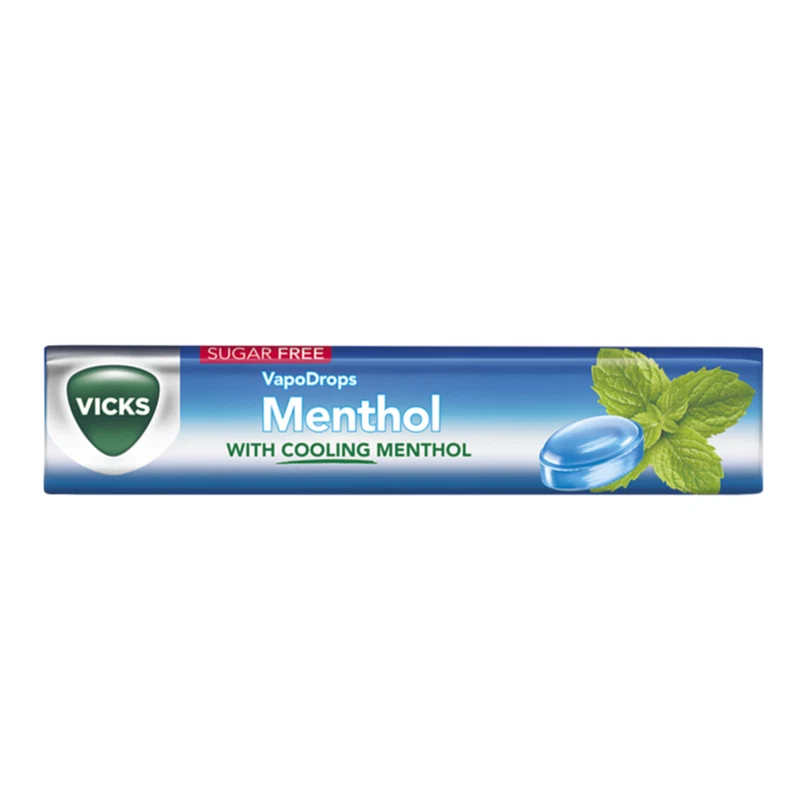 SUGAR FREE
VICKS
VapoDrops
Menthol
WITH COOLING MENTHOL